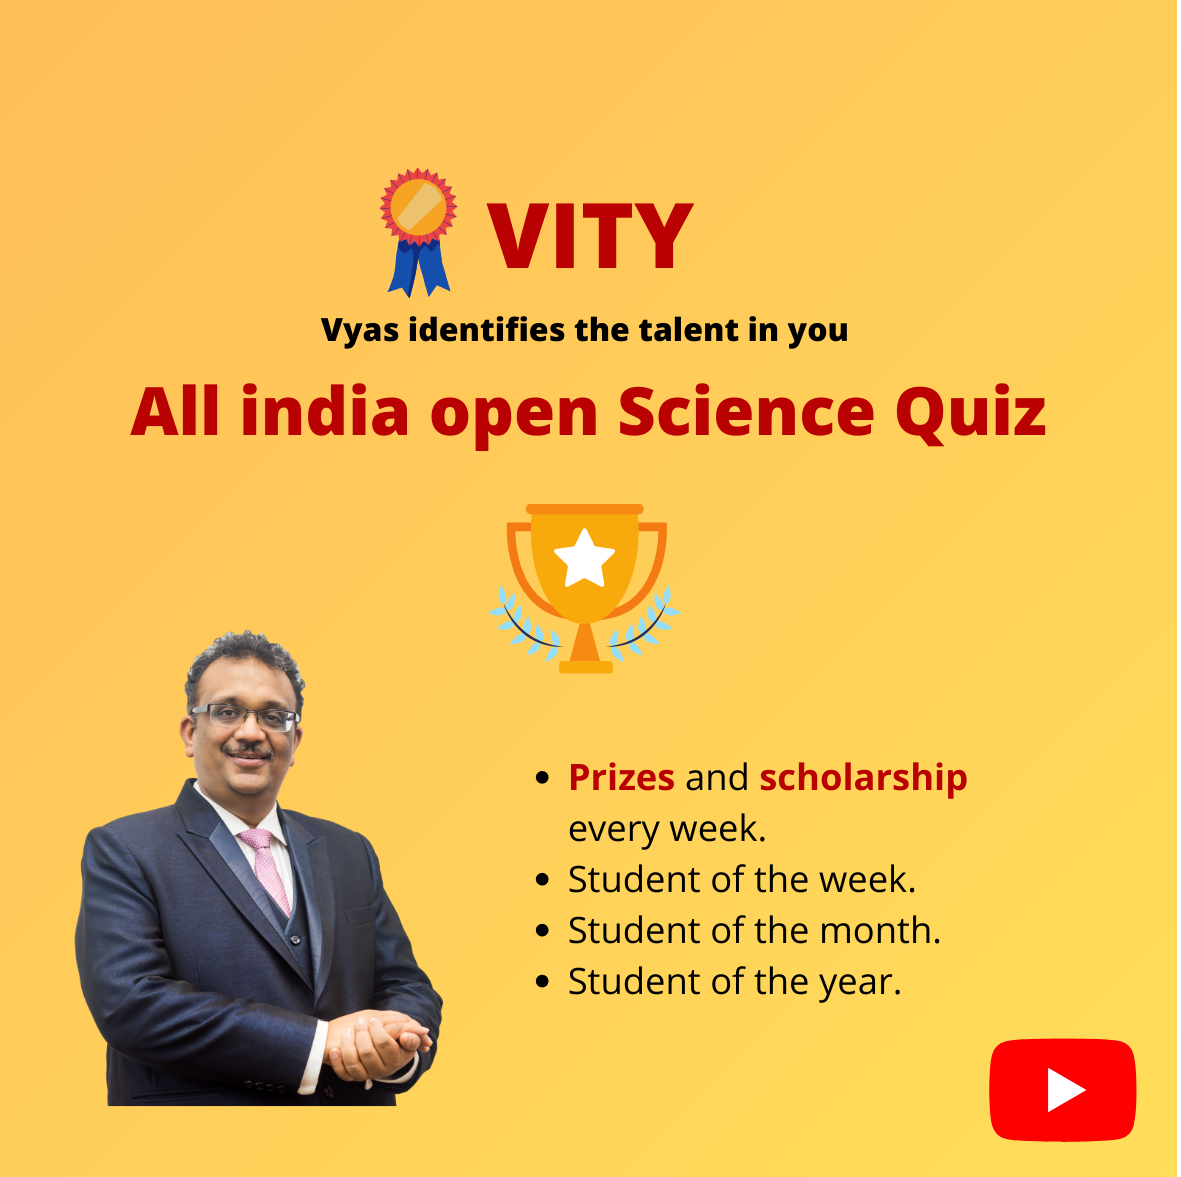 VITY
Vyas identifies the talent in you
All india open Science Quiz
• Prizes and scholarship
every week.
• Student of the week.
• Student of the month.
• Student of the year.